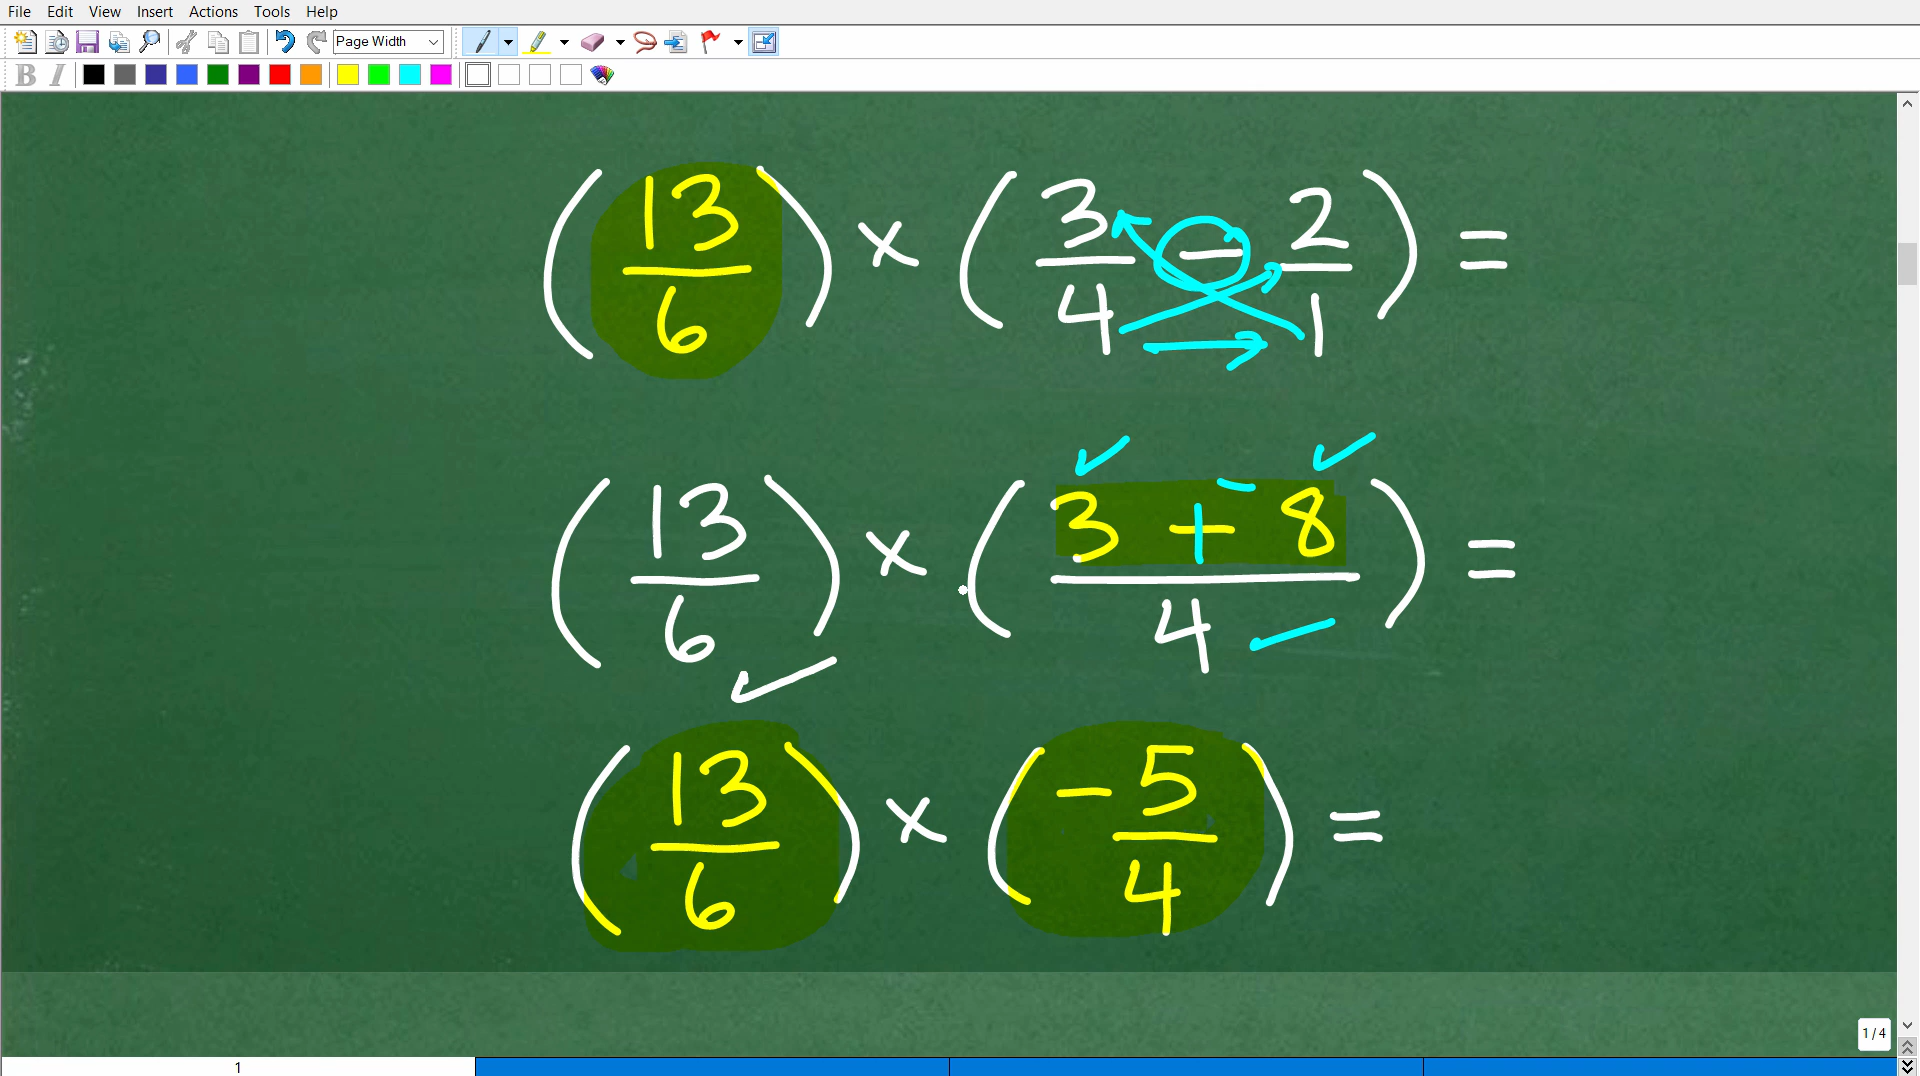 File Edit View Insert Actions Tools Help
Page Width
B I
(13/6) × (3/4 - 2/1) =
(13/6) × ((3 + -8)/4) =
(13/6) × (-5/4) =
1 / 4
1